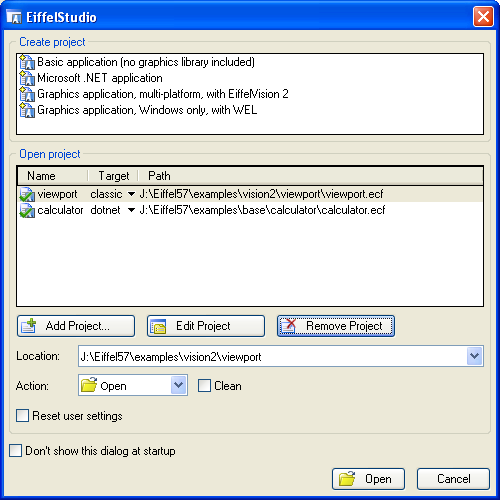 EiffelStudio
Create project
Basic application (no graphics library included)
Microsoft .NET application
Graphics application, multi-platform, with EiffelVision 2
Graphics application, Windows only, with WEL
Open project
Name Target Path
viewport classic J:\Eiffel57\examples\vision2\viewport\viewport.ecf
calculator dotnet J:\Eiffel57\examples\base\calculator\calculator.ecf
Add Project... Edit Project Remove Project
Location: J:\Eiffel57\examples\vision2\viewport
Action: Open Clean
Reset user settings
Don't show this dialog at startup
Open Cancel